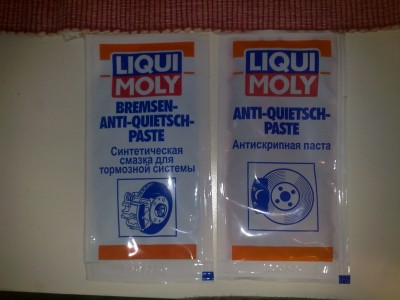 LIQUI
MOLY
BREMSEN-
ANTI-QUIETSCH-
PASTE
Синтетическая
смазка для
тормозной системы
LIQUI
MOLY
ANTI-QUIETSCH-
PASTE
Антискрипная паста